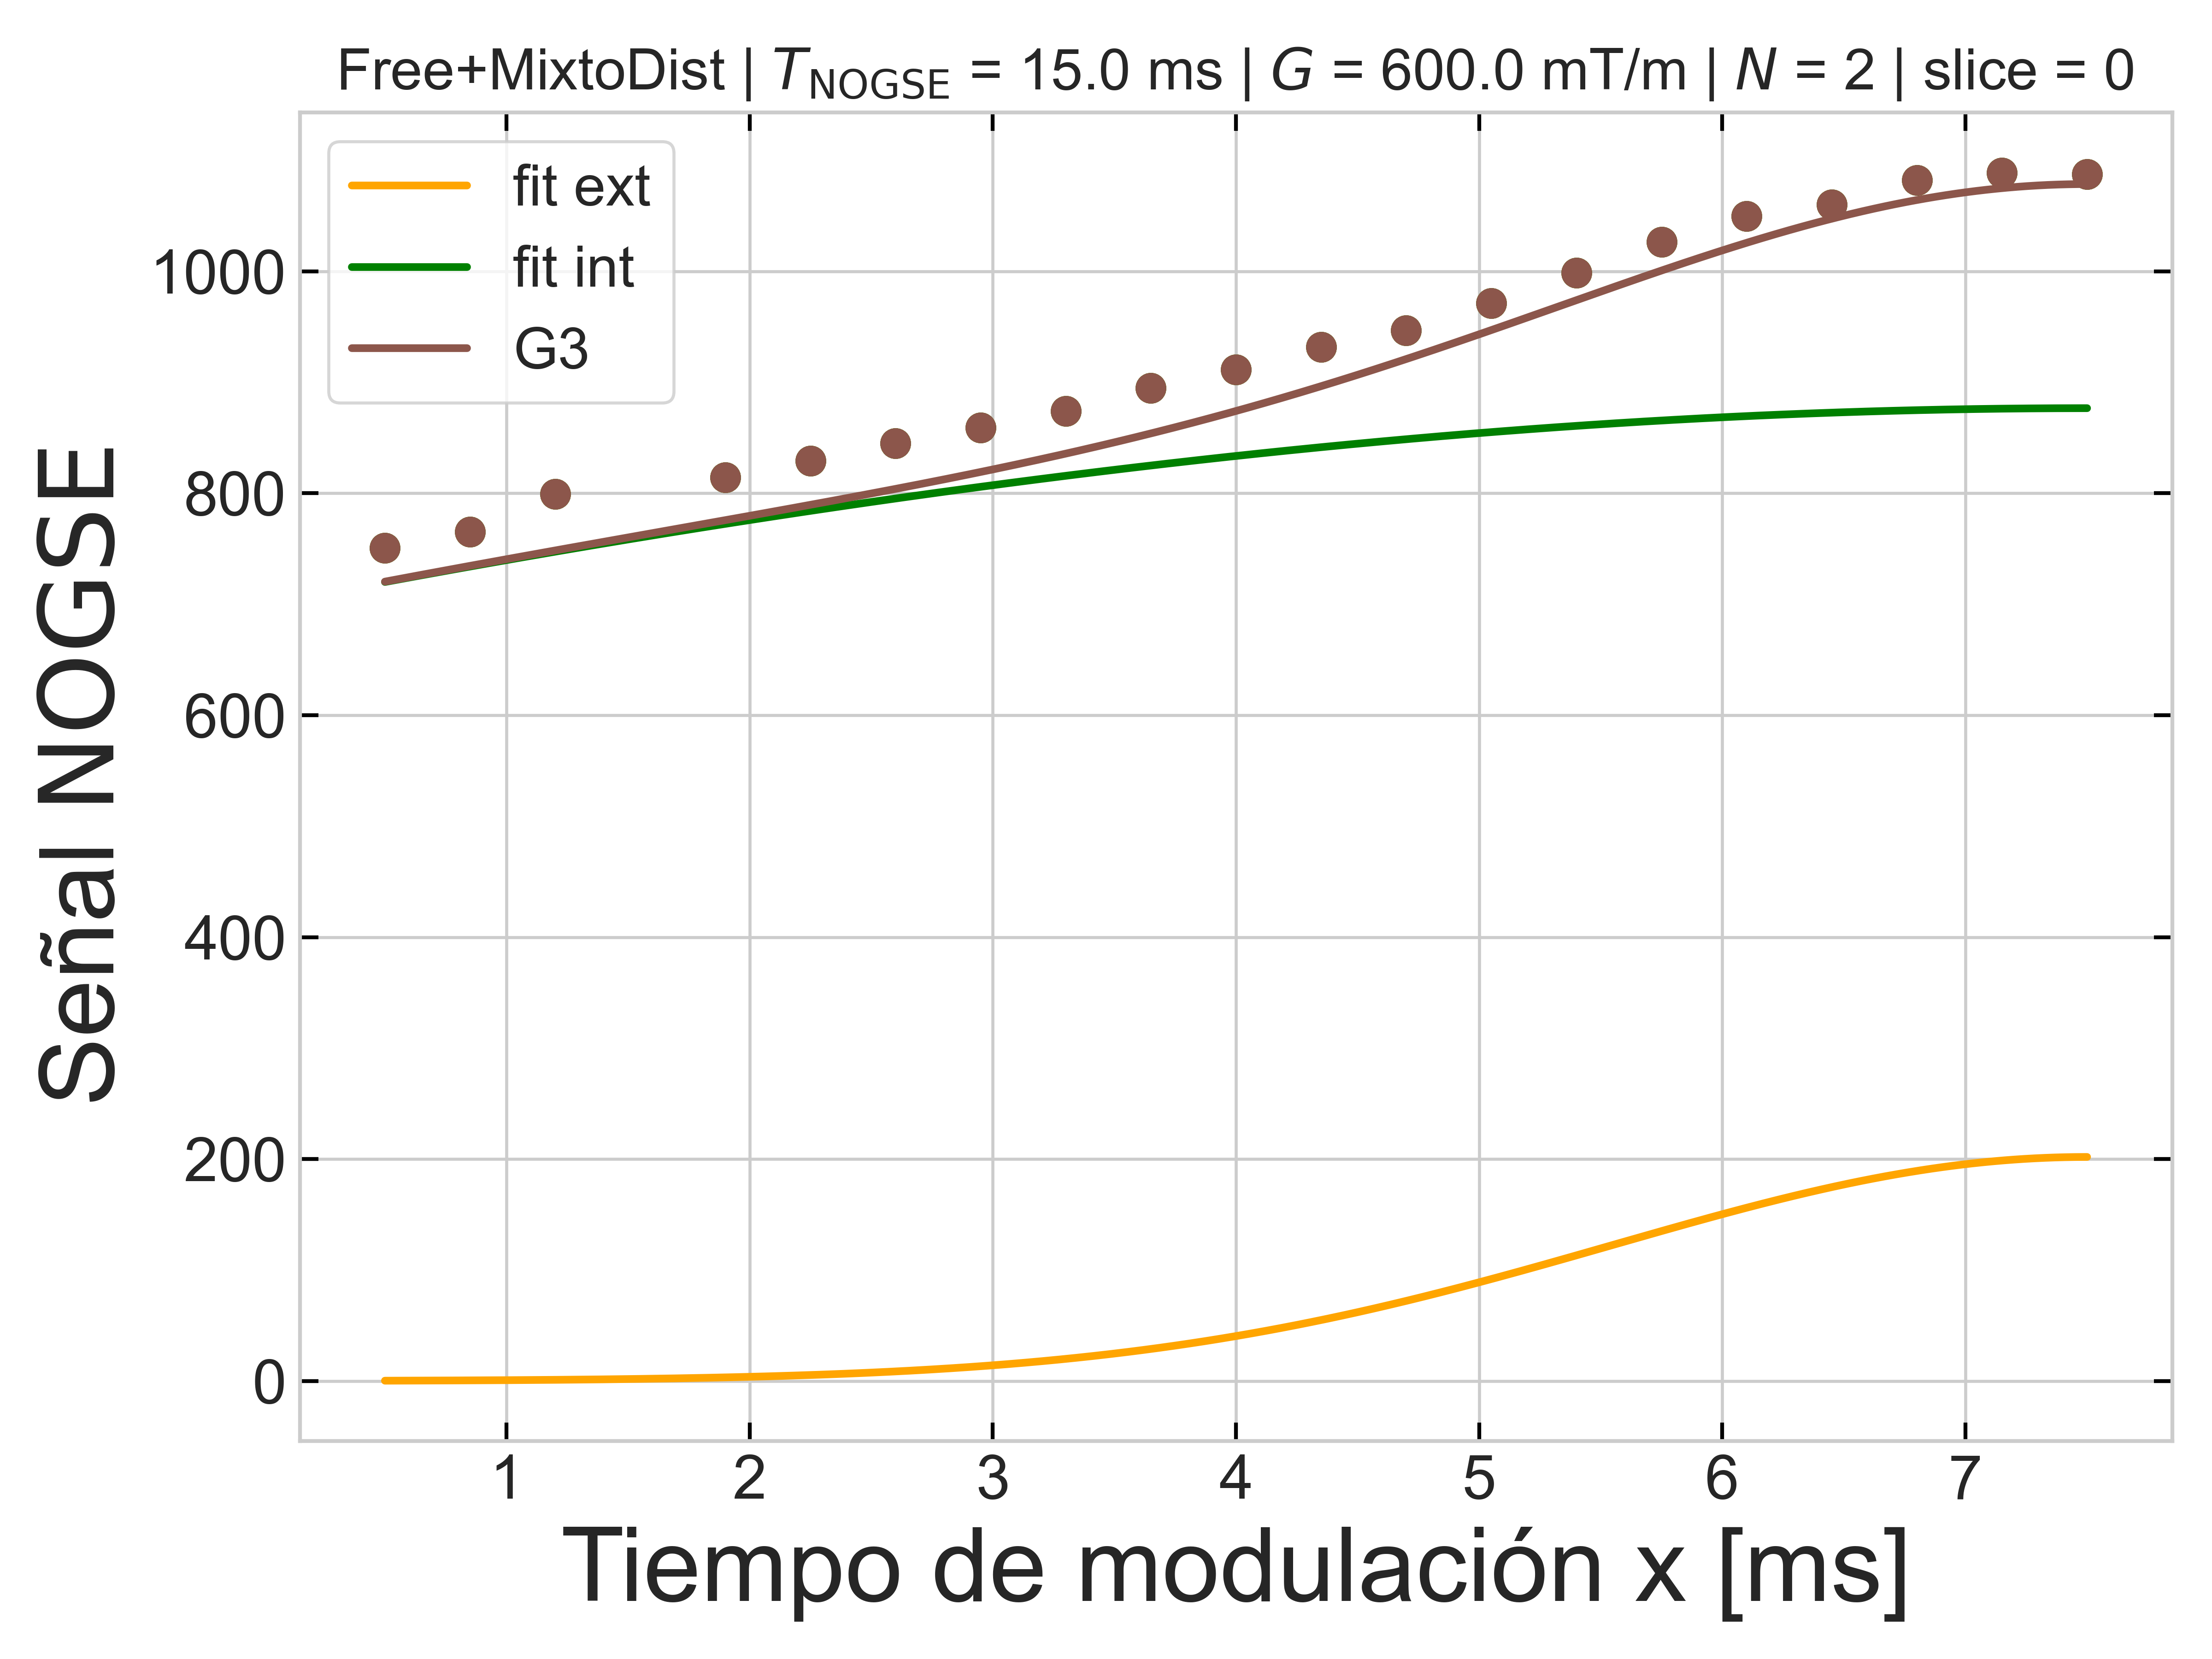 Free+MixtoDist | T_NOGSE = 15.0 ms | G = 600.0 mT/m | N = 2 | slice = 0
fit ext
fit int
G3
Señal NOGSE
1000
800
600
400
200
0
1 2 3 4 5 6 7
Tiempo de modulación x [ms]